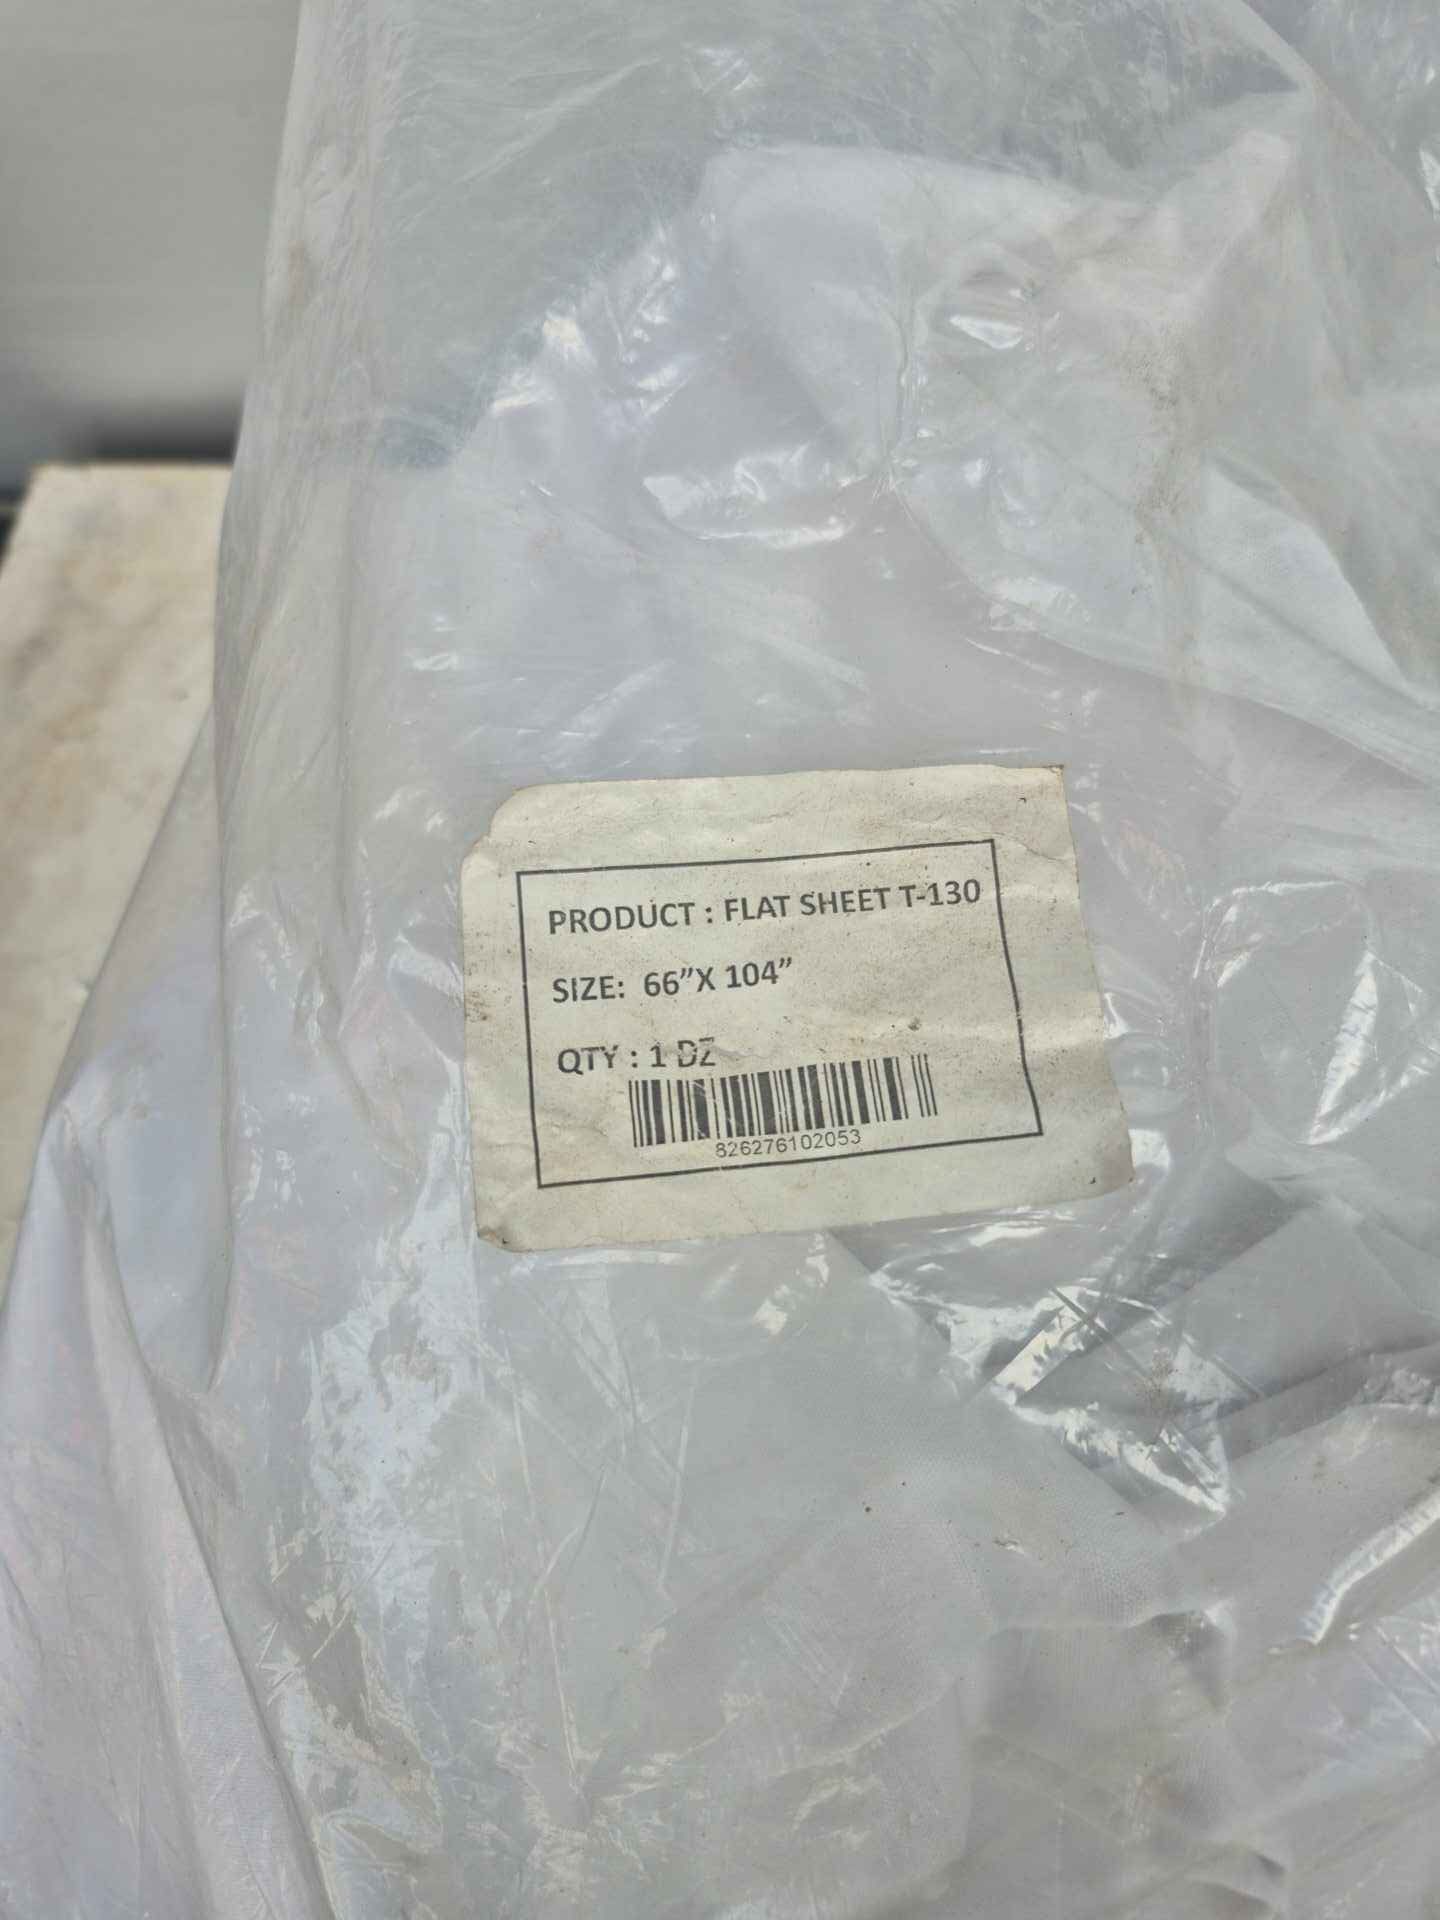 PRODUCT : FLAT SHEET T-130
SIZE: 66”X 104”
QTY : 1 DZ
826276102053